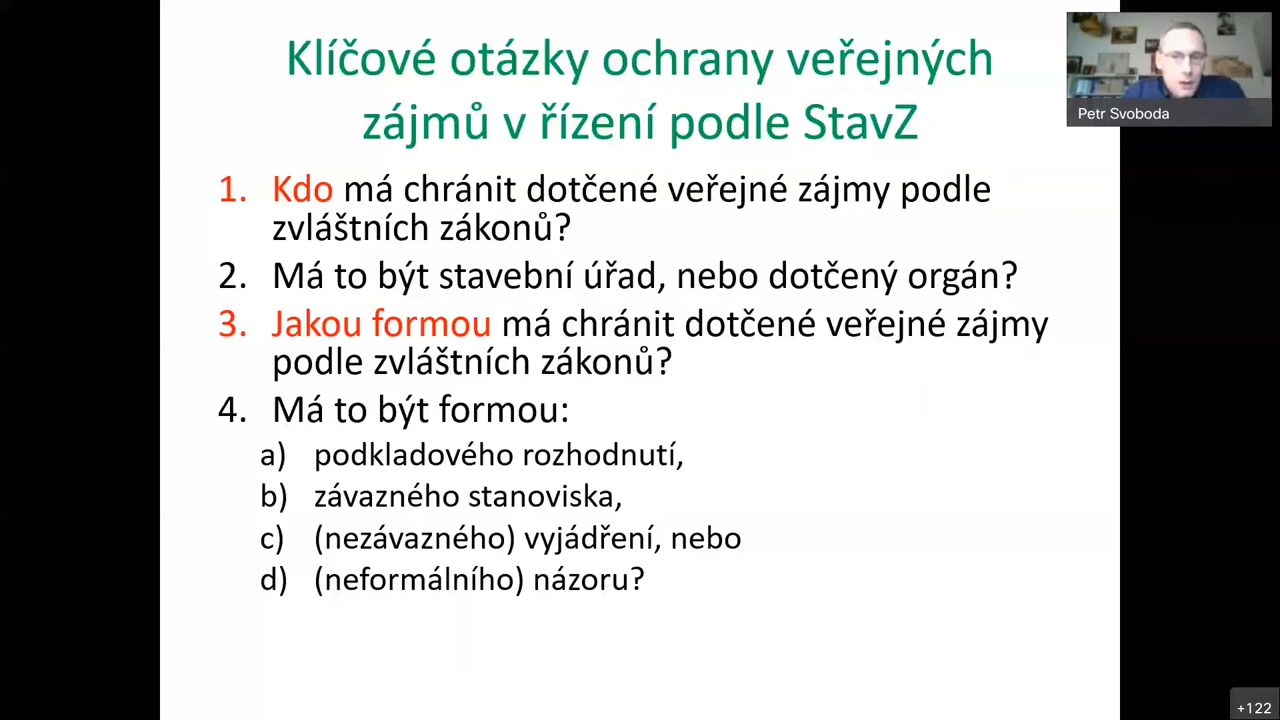 Klíčové otázky ochrany veřejných
zájmů v řízení podle StavZ
Petr Svoboda
1. Kdo má chránit dotčené veřejné zájmy podle
zvláštních zákonů?
2. Má to být stavební úřad, nebo dotčený orgán?
3. Jakou formou má chránit dotčené veřejné zájmy
podle zvláštních zákonů?
4. Má to být formou:
a) podkladového rozhodnutí,
b) závazného stanoviska,
c) (nezávazného) vyjádření, nebo
d) (neformálního) názoru?
+122